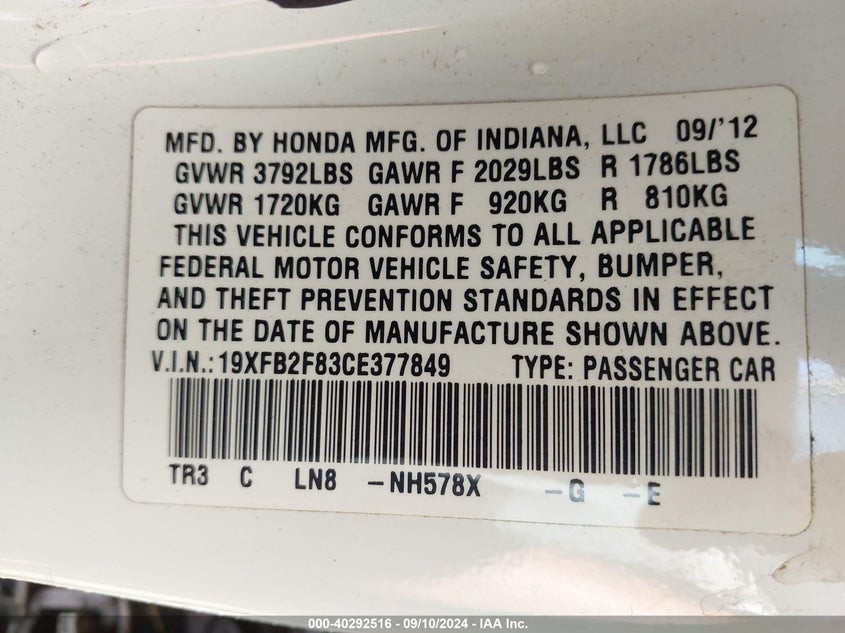 MFD. BY HONDA MFG. OF INDIANA, LLC 09/'12
GVWR 3792LBS GAWR F 2029LBS R 1786LBS
GVWR 1720KG GAWR F 920KG R 810KG
THIS VEHICLE CONFORMS TO ALL APPLICABLE
FEDERAL MOTOR VEHICLE SAFETY, BUMPER,
AND THEFT PREVENTION STANDARDS IN EFFECT
ON THE DATE OF MANUFACTURE SHOWN ABOVE.
V.I.N.:19XFB2F83CE377849 TYPE: PASSENGER CAR
TR3 C LN8 -NH578X -G -E
000-40292516 - 09/10/2024 - IAA Inc.